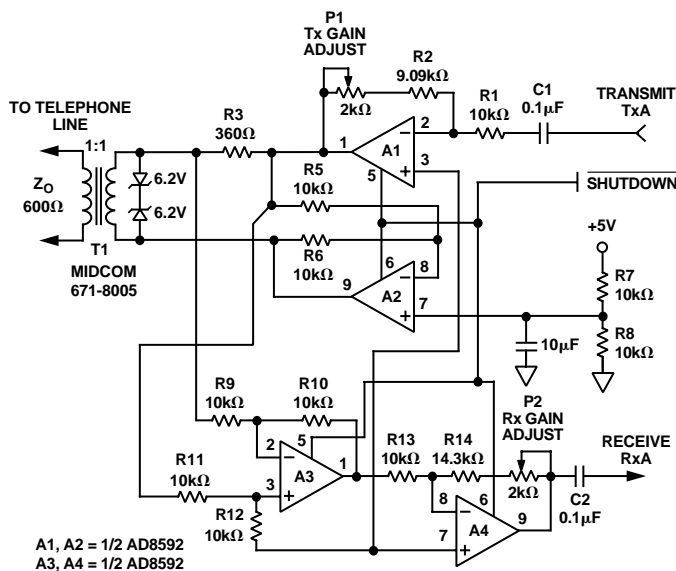 P1
Tx GAIN
ADJUST
R2
9.09kΩ
2kΩ
R1
10kΩ
C1
0.1μF
TRANSMIT
TxA
TO TELEPHONE
LINE
1:1
R3
360Ω
1
2
3
A1
5
ZO
600Ω
6.2V
6.2V
T1
MIDCOM
671-8005
R5
10kΩ
R6
10kΩ
9
6
8
7
A2
SHUTDOWN
+5V
R7
10kΩ
R8
10kΩ
10μF
R9
10kΩ
R10
10kΩ
R11
10kΩ
R12
10kΩ
2
3
5
1
A3
R13
10kΩ
R14
14.3kΩ
P2
Rx GAIN
ADJUST
2kΩ
RECEIVE
RxA
C2
0.1μF
8
7
6
9
A4
A1, A2 = 1/2 AD8592
A3, A4 = 1/2 AD8592